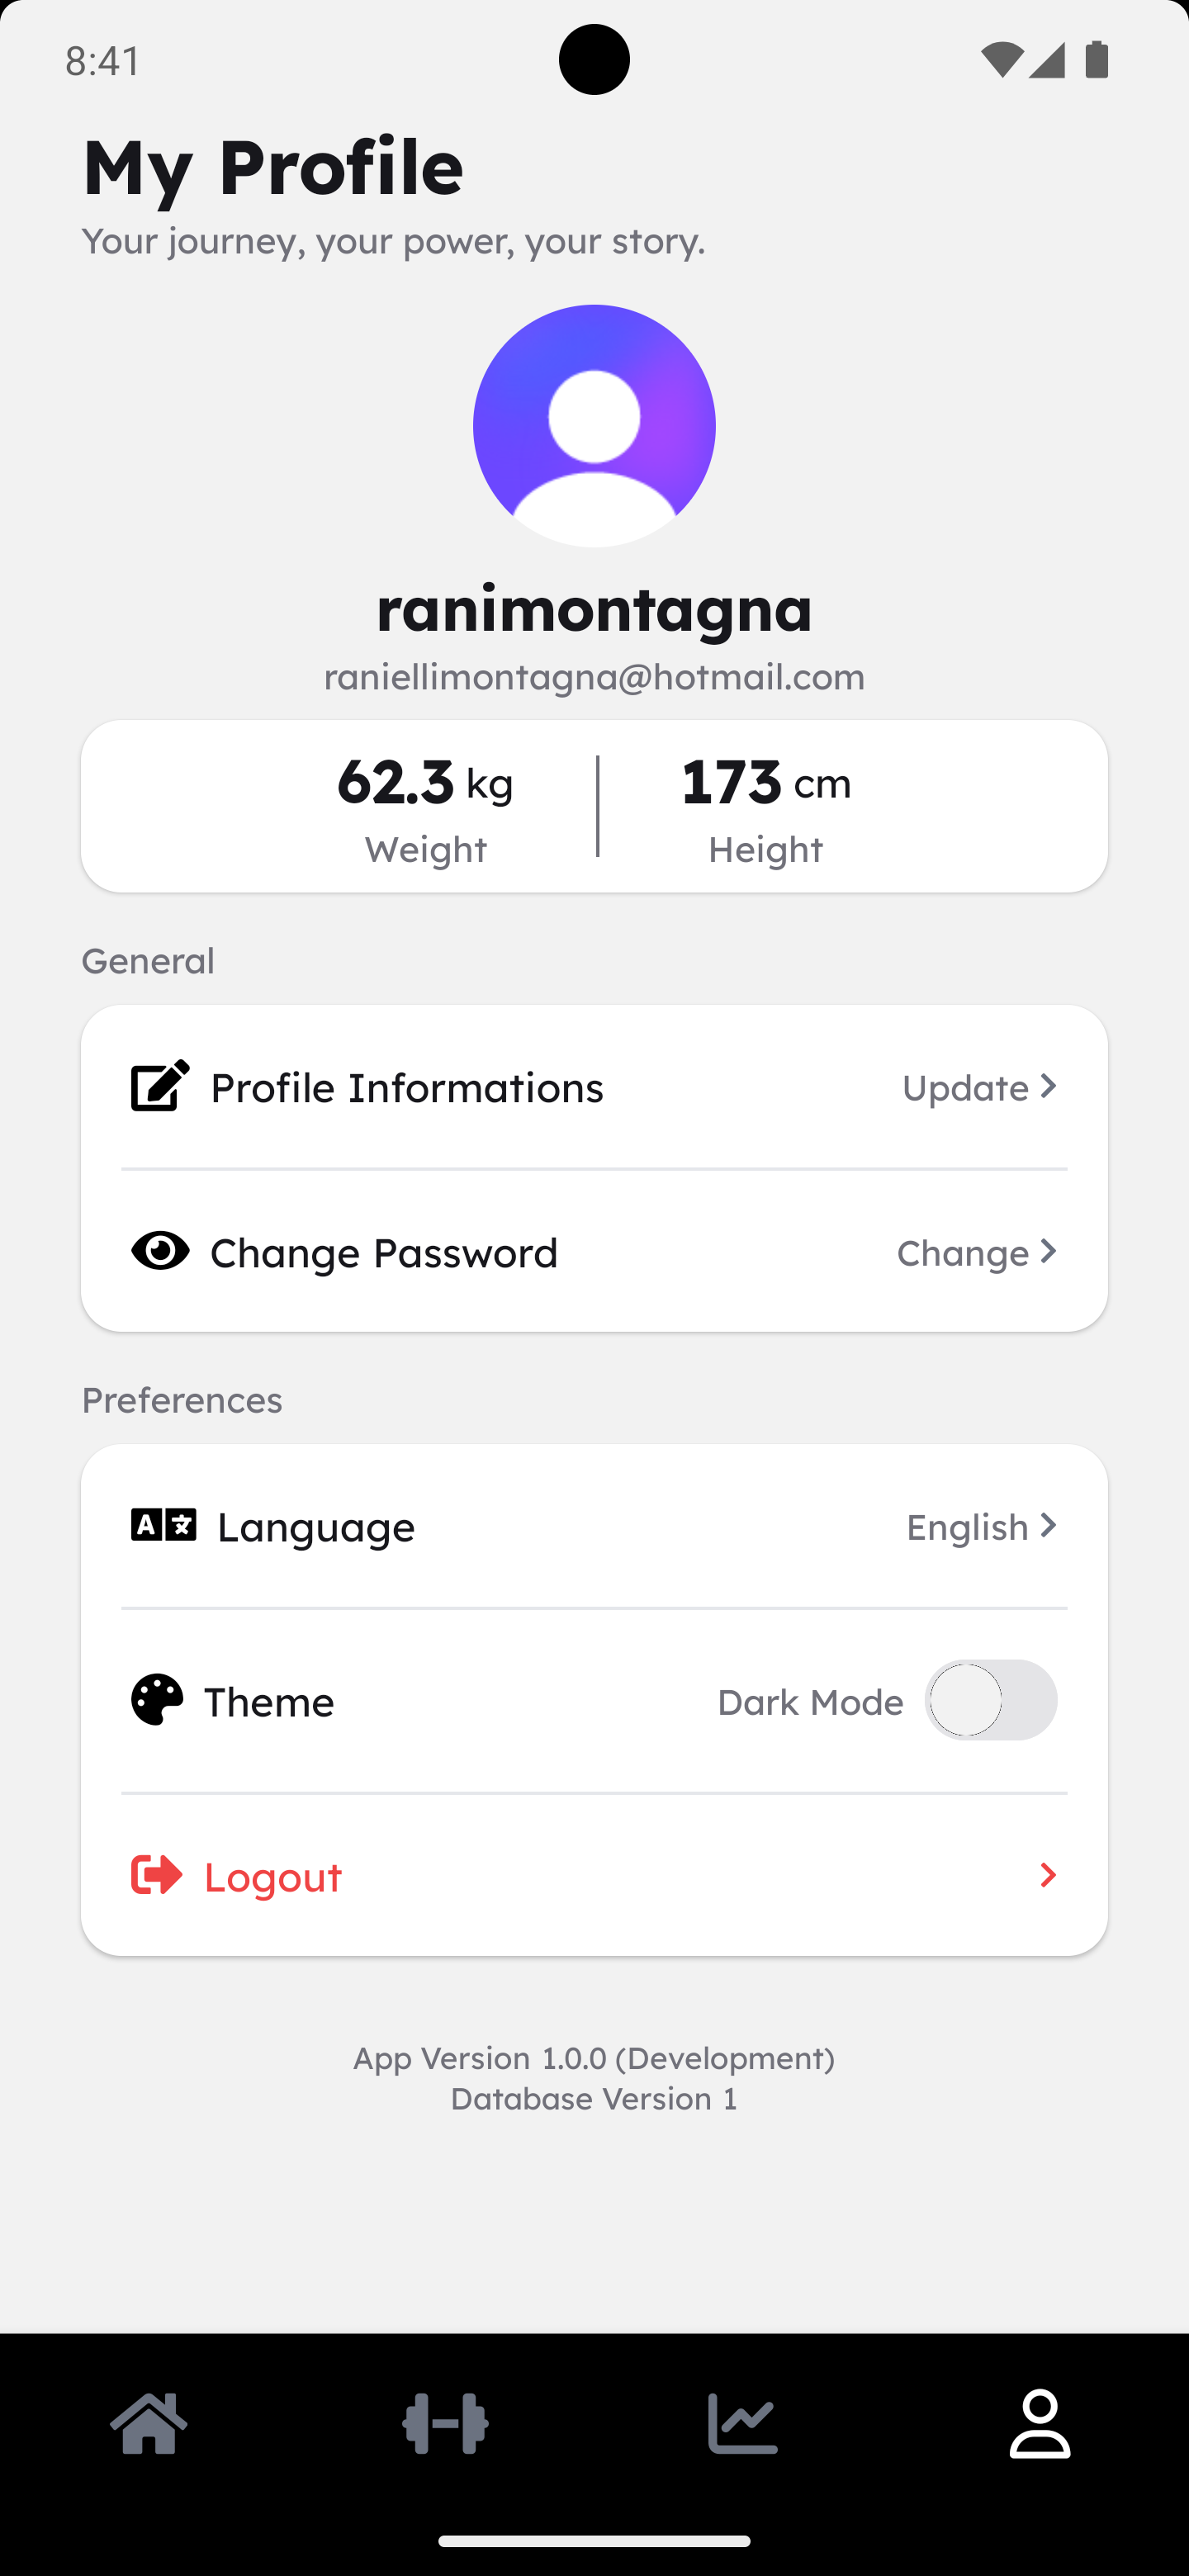 8:41
My Profile
Your journey, your power, your story.
ranimontagna
raniellimontagna@hotmail.com
62.3 kg
Weight
173 cm
Height
General
Profile Informations
Update
Change Password
Change
Preferences
A文 Language
English
Theme
Dark Mode
Logout
App Version 1.0.0 (Development)
Database Version 1